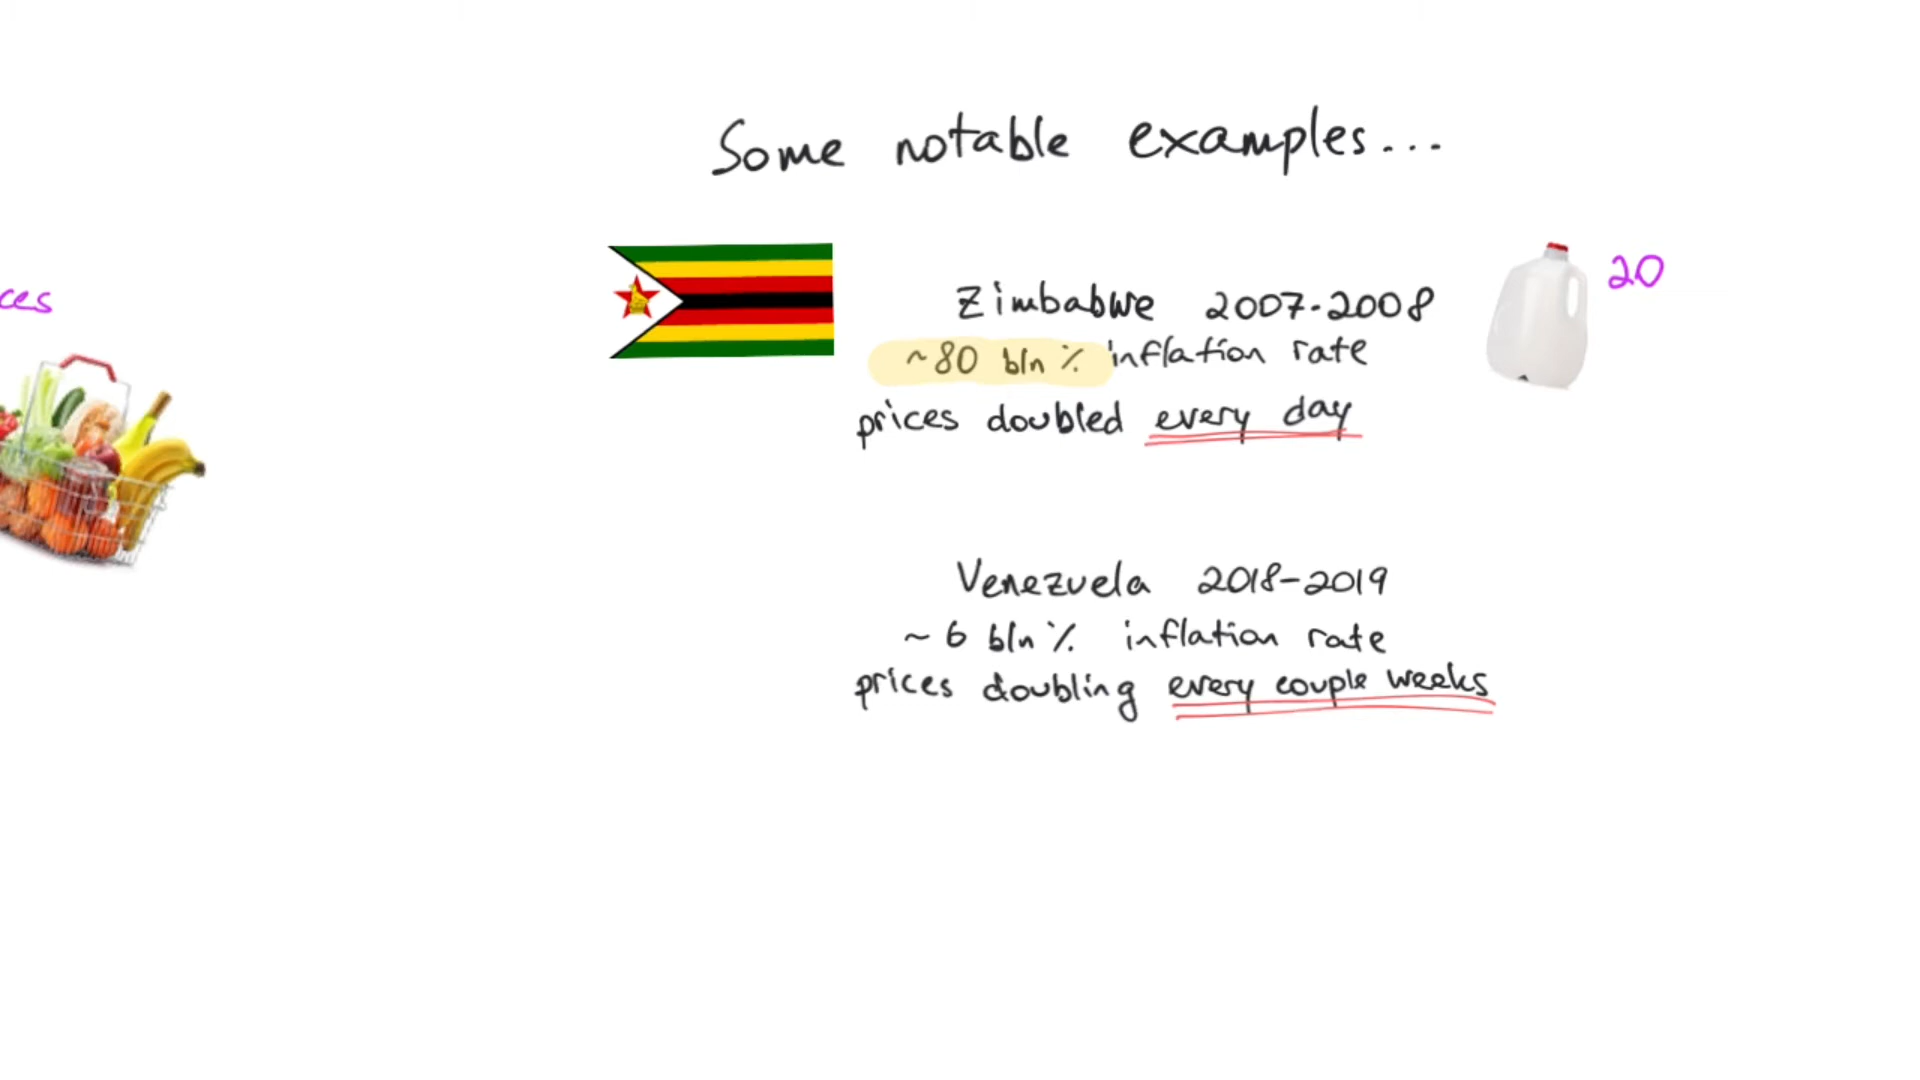 Some notable examples...
ces
20
Zimbabwe 2007-2008
~80 bln % inflation rate
prices doubled every day
Venezuela 2018-2019
~ 6 bln % inflation rate
prices doubling every couple weeks